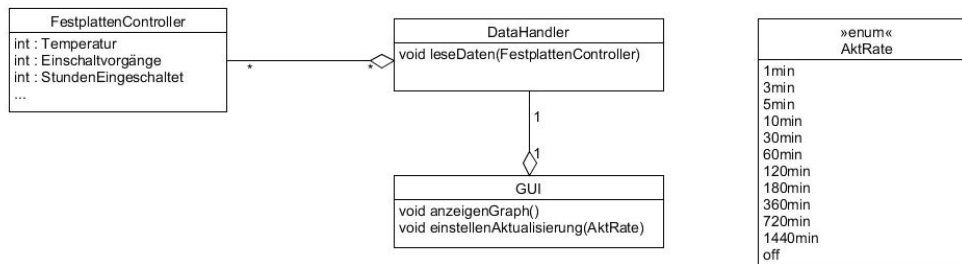 FestplattenController
int : Temperatur
int : Einschaltvorgänge
int : StundenEingeschaltet
...
*
*
DataHandler
void leseDaten(FestplattenController)
1
1
GUI
void anzeigenGraph()
void einstellenAktualisierung(AktRate)
»enum«
AktRate
1min
3min
5min
10min
30min
60min
120min
180min
360min
720min
1440min
off